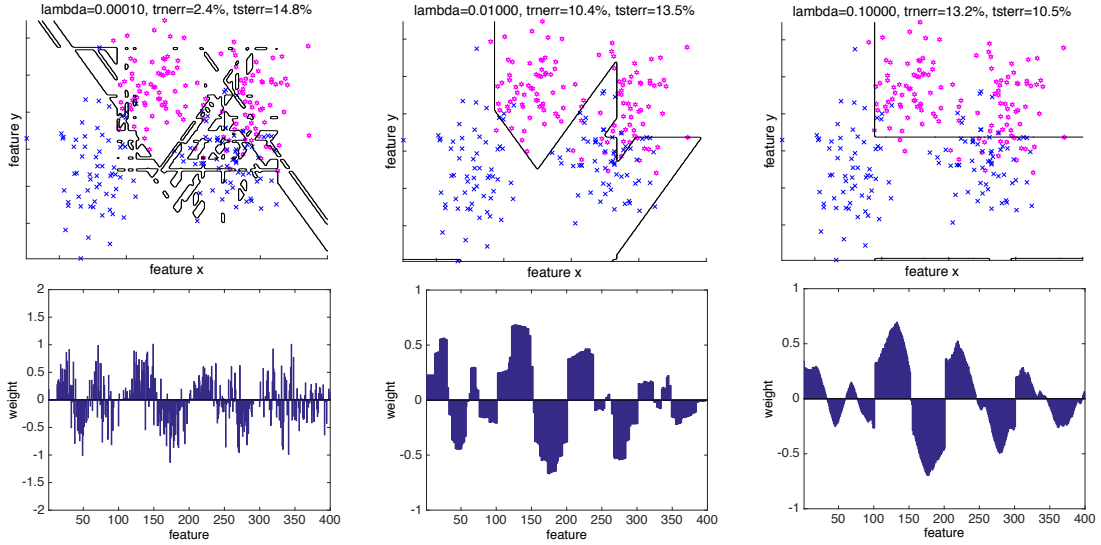 lambda=0.00010, trnerr=2.4%, tsterr=14.8%
lambda=0.01000, trnerr=10.4%, tsterr=13.5%
lambda=0.10000, trnerr=13.2%, tsterr=10.5%
feature y
feature y
feature y
feature x
feature x
feature x
2
1.5
1
0.5
0
-0.5
-1
-1.5
-2
weight
50 100 150 200 250 300 350 400
feature
1
0.5
0
-0.5
-1
weight
50 100 150 200 250 300 350 400
feature
1
0.5
0
-0.5
-1
weight
50 100 150 200 250 300 350 400
feature